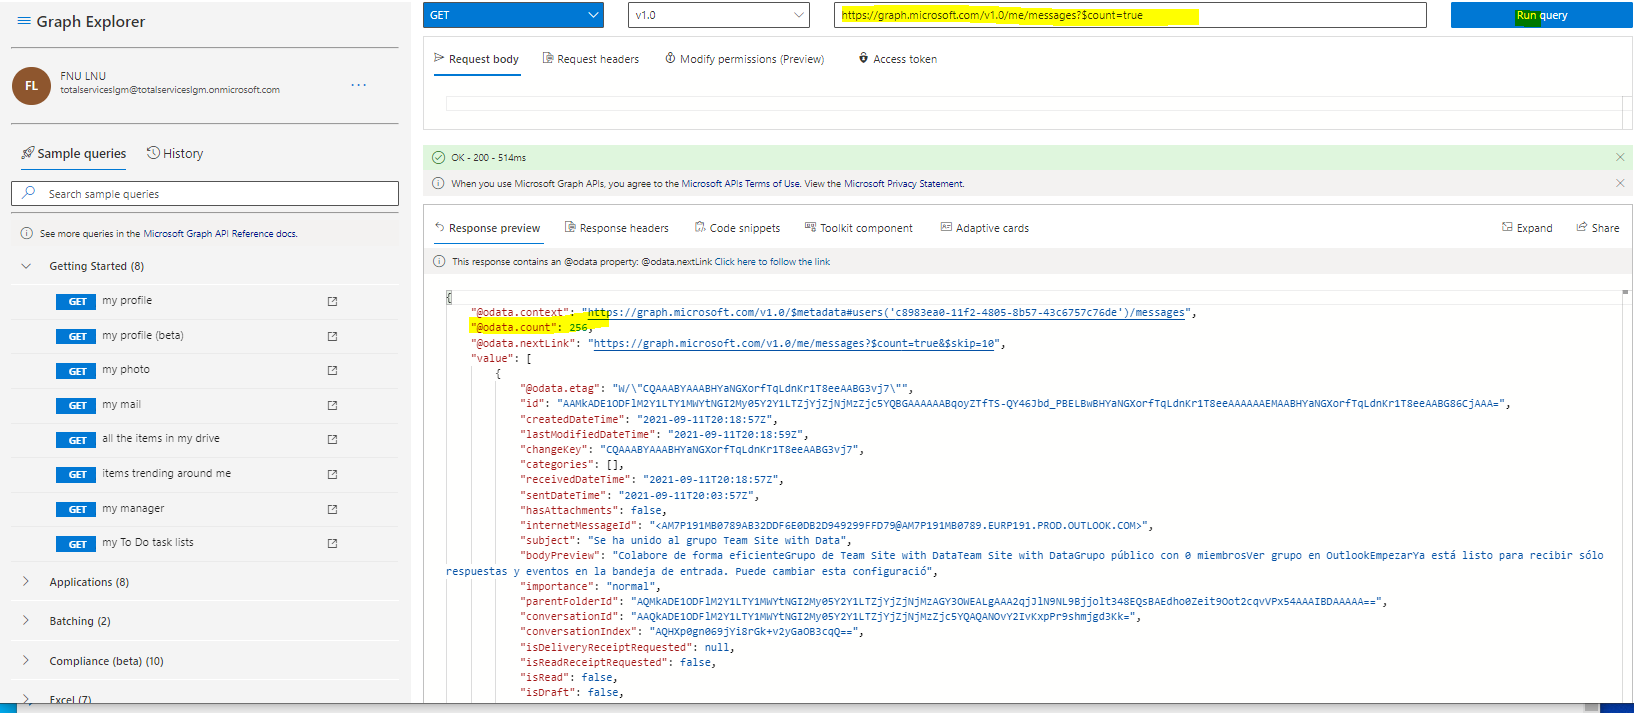 Graph Explorer
GET
v1.0
https://graph.microsoft.com/v1.0/me/messages?$count=true
Run query
FL
FNU LNU
totalserviceslgm@totalserviceslgm.onmicrosoft.com
...
Request body
Request headers
Modify permissions (Preview)
Access token
Sample queries
History
OK - 200 - 514ms
When you use Microsoft Graph APIs, you agree to the Microsoft APIs Terms of Use. View the Microsoft Privacy Statement.
Search sample queries
See more queries in the Microsoft Graph API Reference docs.
Getting Started (8)
GET my profile
GET my profile (beta)
GET my photo
GET my mail
GET all the items in my drive
GET items trending around me
GET my manager
GET my To Do task lists
Applications (8)
Batching (2)
Compliance (beta) (10)
Excel (7)
Response preview
Response headers
Code snippets
Toolkit component
Adaptive cards
Expand
Share
This response contains an @odata property: @odata.nextLink Click here to follow the link
{
"@odata.context": "https://graph.microsoft.com/v1.0/$metadata#users('c8983ea0-11f2-4805-8b57-43c6757c76de')/messages",
"@odata.count": 256,
"@odata.nextLink": "https://graph.microsoft.com/v1.0/me/messages?$count=true&$skip=10",
"value": [
{
"@odata.etag": "W/\"CQAAABYAAABHYaNGXorfTqLdnKr1T8eeAABG3vj7\"",
"id": "AAMkADE1ODFlM2Y1LTY1MWYtNGI2My05Y2Y1LTZjYjZjNjMzZjc5YQBGAAAAAABqoyZTfTS-QY46Jbd_PBELBwBHYaNGXorfTqLdnKr1T8eeAAAAAAEMAABHYaNGXorfTqLdnKr1T8eeAABG86CjAAA=",
"createdDateTime": "2021-09-11T20:18:57Z",
"lastModifiedDateTime": "2021-09-11T20:18:59Z",
"changeKey": "CQAAABYAAABHYaNGXorfTqLdnKr1T8eeAABG3vj7",
"categories": [],
"receivedDateTime": "2021-09-11T20:18:57Z",
"sentDateTime": "2021-09-11T20:03:57Z",
"hasAttachments": false,
"internetMessageId": "<AM7P191MB0789AB32DDF6E0DB2D949299FFD79@AM7P191MB0789.EURP191.PROD.OUTLOOK.COM>",
"subject": "Se ha unido al grupo Team Site with Data",
"bodyPreview": "Colabore de forma eficienteGrupo de Team Site with DataTeam Site with DataGrupo público con 0 miembrosVer grupo en OutlookEmpezarYa está listo para recibir sólo
respuestas y eventos en la bandeja de entrada. Puede cambiar esta configuració",
"importance": "normal",
"parentFolderId": "AQMkADE1ODFlM2Y1LTY1MWYtNGI2My05Y2Y1LTZjYjZjNjMzAGY3OWEALgAAA2qjJlN9NL9Bjjolt348EQsBAEdho0Zeit9Oot2cqvVPx54AAAIBDAAAAA==",
"conversationId": "AAQkADE1ODFlM2Y1LTY1MWYtNGI2My05Y2Y1LTZjYjZjNjMzZjc5YQAQANOvY2IvKxpPr9shmjgd3Kk=",
"conversationIndex": "AQHXp0gn069jYi8rGk+v2yGaOB3cqQ==",
"isDeliveryReceiptRequested": null,
"isReadReceiptRequested": false,
"isRead": false,
"isDraft": false,